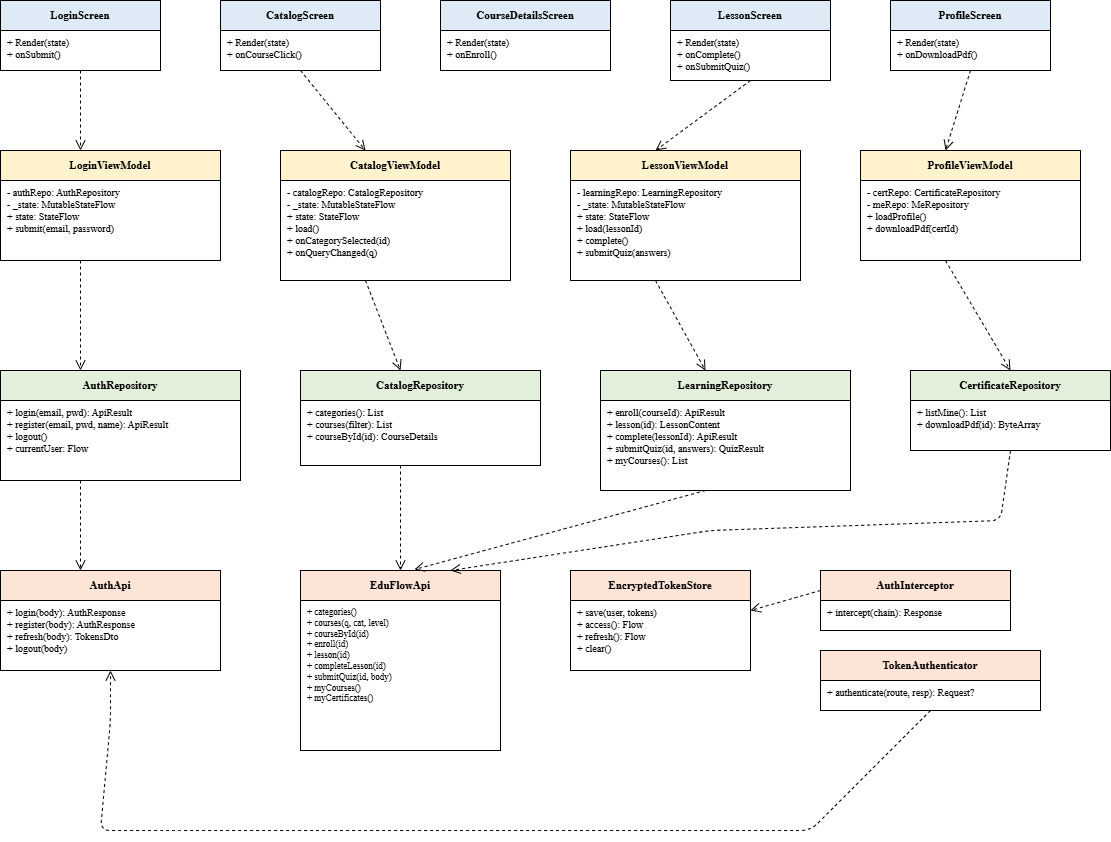 LoginScreen
+ Render(state)
+ onSubmit()
CatalogScreen
+ Render(state)
+ onCourseClick()
CourseDetailsScreen
+ Render(state)
+ onEnroll()
LessonScreen
+ Render(state)
+ onComplete()
+ onSubmitQuiz()
ProfileScreen
+ Render(state)
+ onDownloadPdf()
LoginViewModel
- authRepo: AuthRepository
- _state: MutableStateFlow
+ state: StateFlow
+ submit(email, password)
CatalogViewModel
- catalogRepo: CatalogRepository
- _state: MutableStateFlow
+ state: StateFlow
+ load()
+ onCategorySelected(id)
+ onQueryChanged(q)
LessonViewModel
- learningRepo: LearningRepository
- _state: MutableStateFlow
+ state: StateFlow
+ load(lessonId)
+ complete()
+ submitQuiz(answers)
ProfileViewModel
- certRepo: CertificateRepository
- meRepo: MeRepository
+ loadProfile()
+ downloadPdf(certId)
AuthRepository
+ login(email, pwd): ApiResult
+ register(email, pwd, name): ApiResult
+ logout()
+ currentUser: Flow
CatalogRepository
+ categories(): List
+ courses(filter): List
+ courseById(id): CourseDetails
LearningRepository
+ enroll(courseId): ApiResult
+ lesson(id): LessonContent
+ complete(lessonId): ApiResult
+ submitQuiz(id, answers): QuizResult
+ myCourses(): List
CertificateRepository
+ listMine(): List
+ downloadPdf(id): ByteArray
AuthApi
+ login(body): AuthResponse
+ register(body): AuthResponse
+ refresh(body): TokensDto
+ logout(body)
EduFlowApi
+ categories()
+ courses(q, cat, level)
+ courseById(id)
+ enroll(id)
+ lesson(id)
+ completeLesson(id)
+ submitQuiz(id, body)
+ myCourses()
+ myCertificates()
EncryptedTokenStore
+ save(user, tokens)
+ access(): Flow
+ refresh(): Flow
+ clear()
AuthInterceptor
+ intercept(chain): Response
TokenAuthenticator
+ authenticate(route, resp): Request?